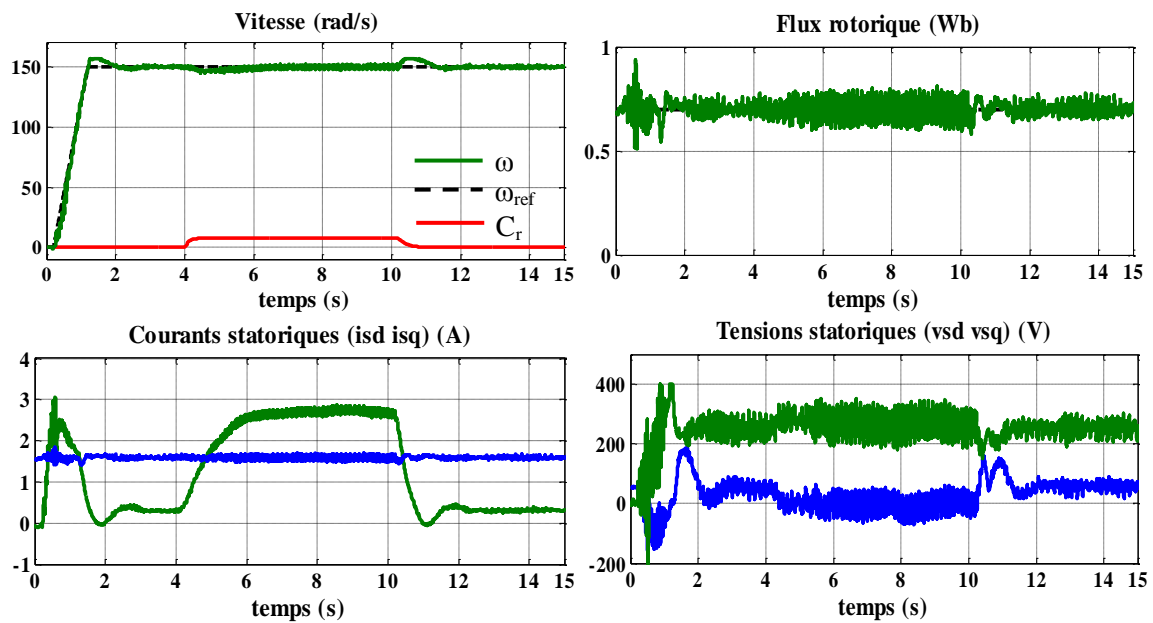 Vitesse (rad/s)
150
100
50
0
ω
ω_ref
C_r
0 2 4 6 8 10 12 14 15
temps (s)
Flux rotorique (Wb)
1
0.5
0
0 2 4 6 8 10 12 14 15
temps (s)
Courants statoriques (isd isq) (A)
4
3
2
1
0
-1
0 2 4 6 8 10 12 14 15
temps (s)
Tensions statoriques (vsd vsq) (V)
400
200
0
-200
0 2 4 6 8 10 12 14 15
temps (s)